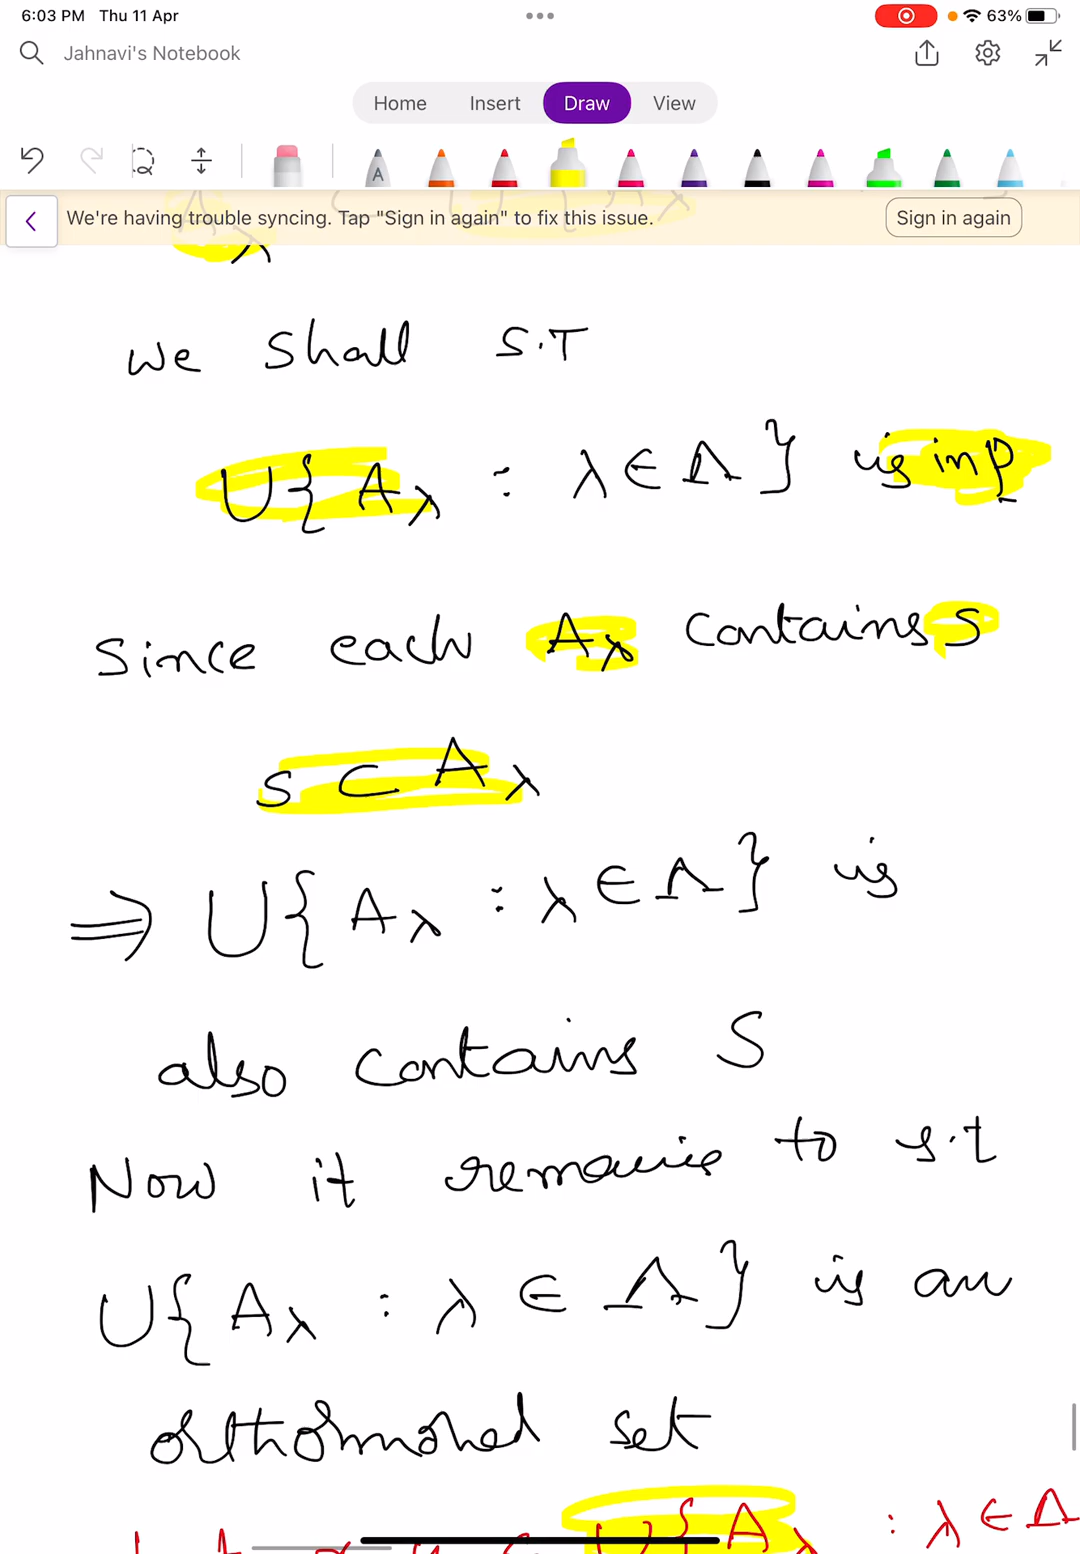 6:03 PM Thu 11 Apr
63%
Jahnavi's Notebook
Home Insert Draw View
A
We're having trouble syncing. Tap "Sign in again" to fix this issue.
Sign in again
we shall S.T
U{ Aλ : λ ∈ Λ } is in P
Since each Aλ contains S
S ⊂ Aλ
⇒ U{ Aλ : λ ∈ Λ } is
also contains S
Now it remains to s.t
U{ Aλ : λ ∈ Λ } is an
orthonormal set
U{ Aλ : λ ∈ Λ